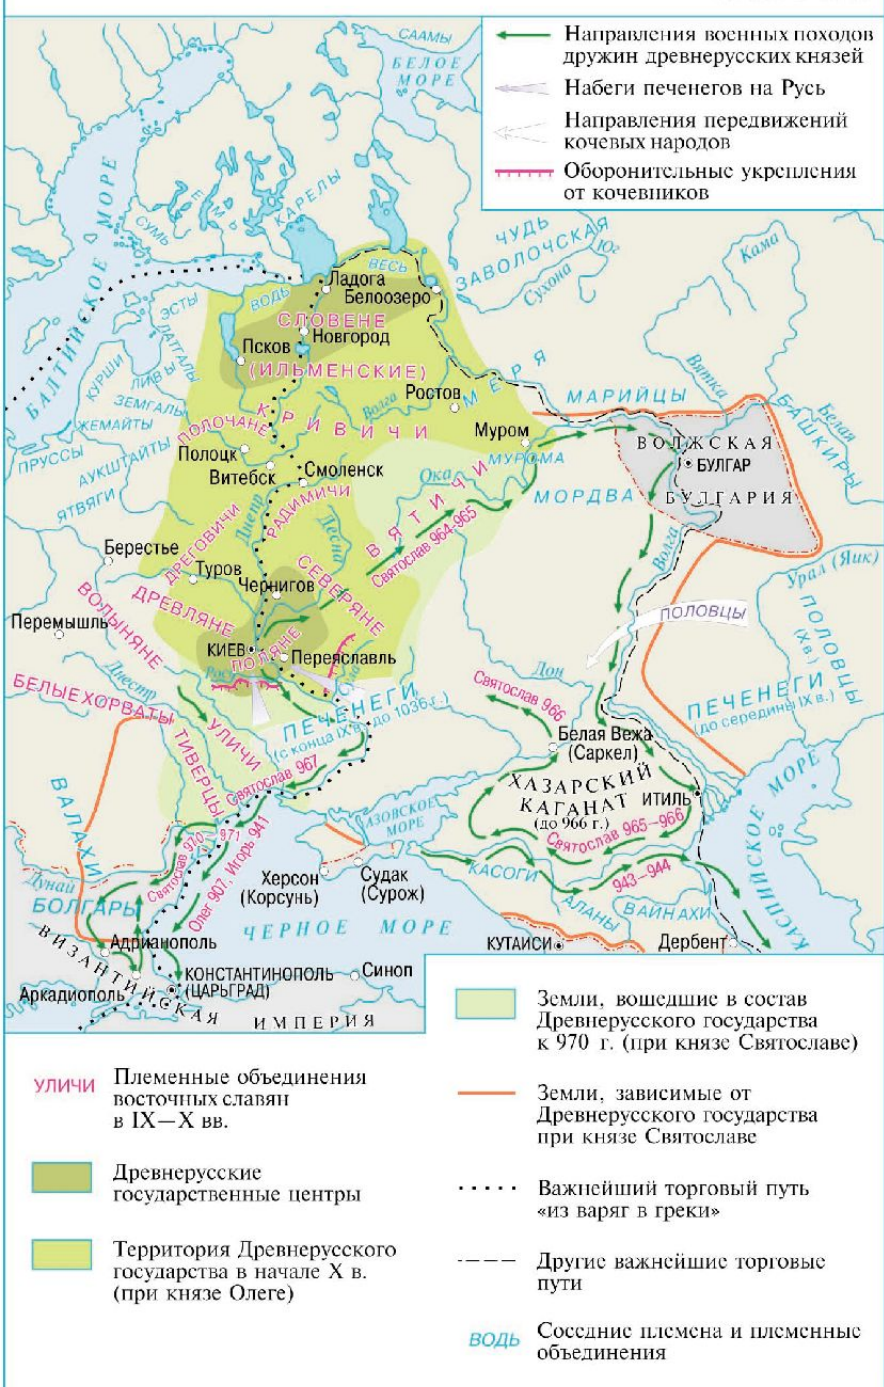 Направления военных походов
дружин древнерусских князей
Набеги печенегов на Русь
Направления передвижений
кочевых народов
Оборонительные укрепления
от кочевников
СААМЫ
БЕЛОЕ
МОРЕ
БАЛТИЙСКОЕ МОРЕ
СУМЬ
ЕМЬ
КАРЕЛЫ
ЧУДЬ
ЗАВОЛОЧСКАЯ
Юг
Сухона
Кама
Вятка
Белая
ВЕСЬ
Ладога
Белоозеро
ВОДЬ
ЭСТЫ
СЛОВЕНЕ
Новгород
Псков
(ИЛЬМЕНСКИЕ)
ЛАТГАЛЫ
ЛИВЫ
КУРШИ
ЗЕМГАЛЫ
ЖЕМАЙТЫ
ПРУССЫ
АУКШТАЙТЫ
ЯТВЯГИ
Волга
Ростов
МЕРЯ
МАРИЙЦЫ
БАШКИРЫ
КРИВИЧИ
ПОЛОЧАНЕ
Полоцк
Витебск
Смоленск
Муром
МУРОМА
ВОЛЖСКАЯ
БУЛГАР
БУЛГАРИЯ
Ока
МОРДВА
ВЯТИЧИ
РАДИМИЧИ
Днепр
Десна
Святослав 964-965
Волга
Урал (Яик)
ДРЕГОВИЧИ
Берестье
Туров
Чернигов
СЕВЕРЯНЕ
ДРЕВЛЯНЕ
ВОЛЫНЯНЕ
Перемышль
КИЕВ
ПОЛЯНЕ
Переяславль
Рось
Сула
ПОЛОВЦЫ
ПОЛОВЦЫ
(X в.)
Днестр
БЕЛЫЕ ХОРВАТЫ
УЛИЧИ
ТИВЕРЦЫ
ПЕЧЕНЕГИ
(с конца IX в. до 1036 г.)
ПЕЧЕНЕГИ
(до середины IX в.)
Дон
Святослав 966
Белая Вежа
(Саркел)
Святослав 967
ХАЗАРСКИЙ
КАГАНАТ
(до 966 г.)
ИТИЛЬ
Святослав 965-966
АЗОВСКОЕ
МОРЕ
ВАЛАХИ
Святослав 970-971
Олег 907, Игорь 941
Херсон
(Корсунь)
Судак
(Сурож)
КАСОГИ
943-944
АЛАНЫ
ВАЙНАХИ
КАСПИЙСКОЕ МОРЕ
Дунай
БОЛГАРЫ
ЧЕРНОЕ МОРЕ
КУТАИСИ
Дербент
Адрианополь
КОНСТАНТИНОПОЛЬ
(ЦАРЬГРАД)
Синоп
Аркадиополь
ВИЗАНТИЙСКАЯ ИМПЕРИЯ
УЛИЧИ
Племенные объединения
восточных славян
в IX—X вв.
Древнерусские
государственные центры
Территория Древнерусского
государства в начале X в.
(при князе Олеге)
Земли, вошедшие в состав
Древнерусского государства
к 970 г. (при князе Святославе)
Земли, зависимые от
Древнерусского государства
при князе Святославе
Важнейший торговый путь
«из варяг в греки»
Другие важнейшие торговые
пути
ВОДЬ
Соседние племена и племенные
объединения